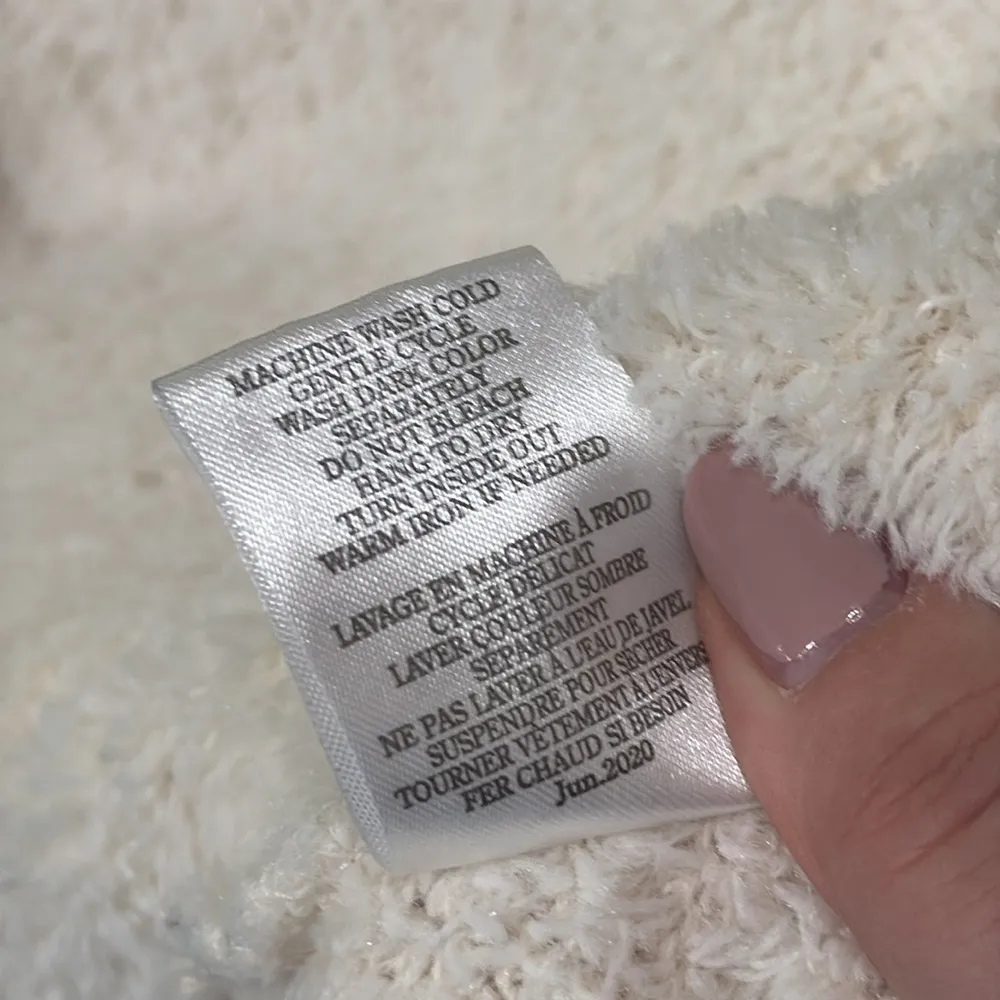 MACHINE WASH COLD
GENTLE CYCLE
WASH DARK COLOR
SEPARATELY
DO NOT BLEACH
HANG TO DRY
TURN INSIDE OUT
WARM IRON IF NEEDED
LAVAGE EN MACHINE À FROID
CYCLE DÉLICAT
LAVER COULEUR SOMBRE
SÉPARÉMENT
NE PAS LAVER À L'EAU DE JAVEL
SUSPENDRE POUR SÉCHER
TOURNER VÊTEMENT À L'ENVERS
FER CHAUD SI BESOIN
Jun.2020